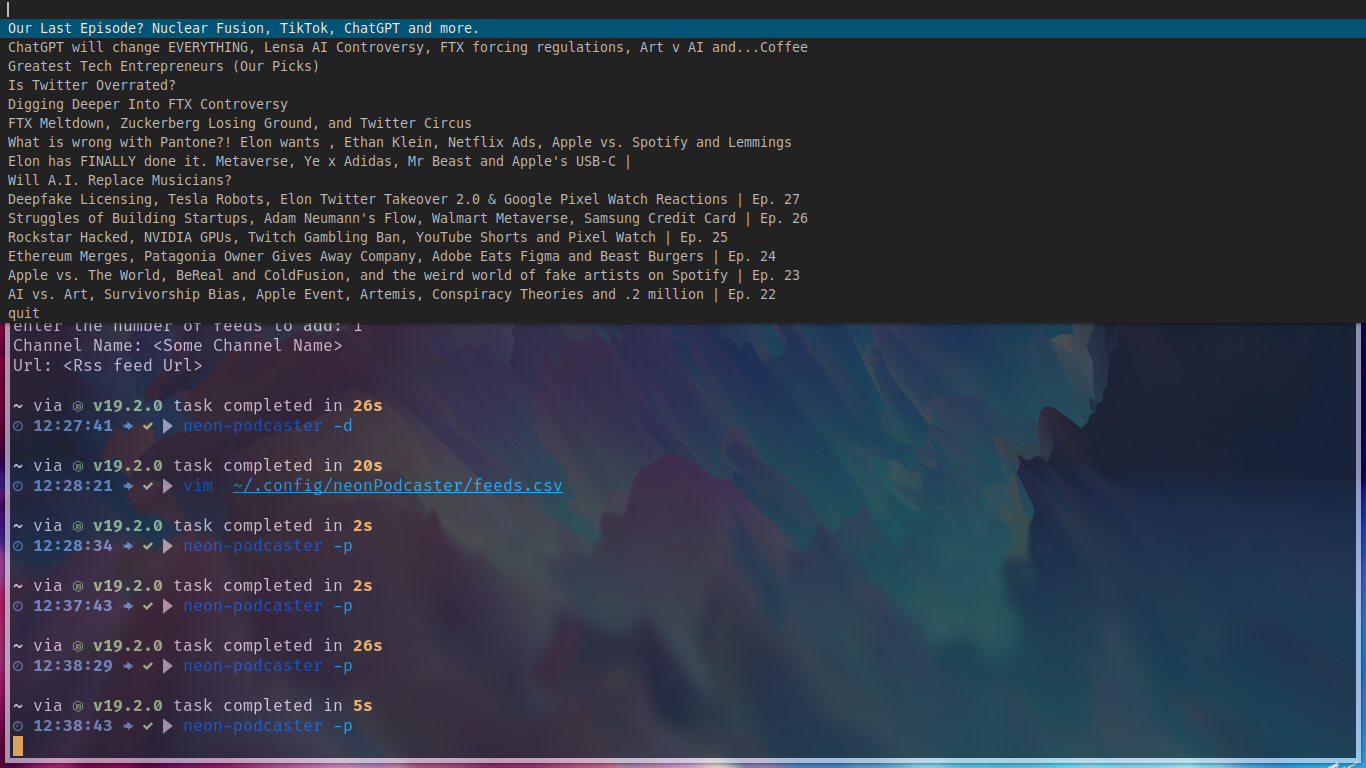 Our Last Episode? Nuclear Fusion, TikTok, ChatGPT and more.
ChatGPT will change EVERYTHING, Lensa AI Controversy, FTX forcing regulations, Art v AI and...Coffee
Greatest Tech Entrepreneurs (Our Picks)
Is Twitter Overrated?
Digging Deeper Into FTX Controversy
FTX Meltdown, Zuckerberg Losing Ground, and Twitter Circus
What is wrong with Pantone?! Elon wants , Ethan Klein, Netflix Ads, Apple vs. Spotify and Lemmings
Elon has FINALLY done it. Metaverse, Ye x Adidas, Mr Beast and Apple's USB-C |
Will A.I. Replace Musicians?
Deepfake Licensing, Tesla Robots, Elon Twitter Takeover 2.0 & Google Pixel Watch Reactions | Ep. 27
Struggles of Building Startups, Adam Neumann's Flow, Walmart Metaverse, Samsung Credit Card | Ep. 26
Rockstar Hacked, NVIDIA GPUs, Twitch Gambling Ban, YouTube Shorts and Pixel Watch | Ep. 25
Ethereum Merges, Patagonia Owner Gives Away Company, Adobe Eats Figma and Beast Burgers | Ep. 24
Apple vs. The World, BeReal and ColdFusion, and the weird world of fake artists on Spotify | Ep. 23
AI vs. Art, Survivorship Bias, Apple Event, Artemis, Conspiracy Theories and .2 million | Ep. 22
quit
enter the number of feeds to add: 1
Channel Name: <Some Channel Name>
Url: <Rss feed Url>
~ via v19.2.0 task completed in 26s
12:27:41 ➜ ✓ ▶ neon-podcaster -d
~ via v19.2.0 task completed in 20s
12:28:21 ➜ ✓ ▶ vim  ~/.config/neonPodcaster/feeds.csv
~ via v19.2.0 task completed in 2s
12:28:34 ➜ ✓ ▶ neon-podcaster -p
~ via v19.2.0 task completed in 2s
12:37:43 ➜ ✓ ▶ neon-podcaster -p
~ via v19.2.0 task completed in 26s
12:38:29 ➜ ✓ ▶ neon-podcaster -p
~ via v19.2.0 task completed in 5s
12:38:43 ➜ ✓ ▶ neon-podcaster -p